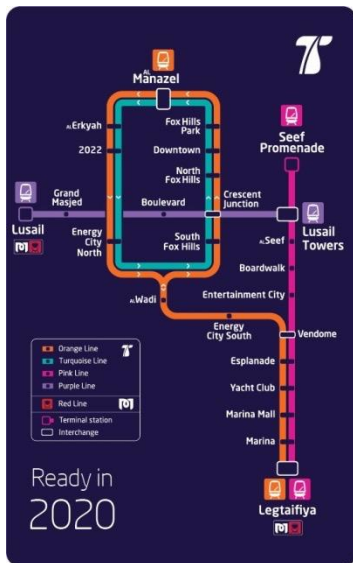 AL
Manazel
AL Erkyah
2022
Fox Hills
Park
Downtown
North
Fox Hills
Seef
Promenade
Grand
Masjed
Boulevard
Crescent
Junction
Lusail
Energy
City
North
South
Fox Hills
Lusail
Towers
AL Seef
Boardwalk
AL Wadi
Entertainment City
Energy
City South
Vendome
Esplanade
Yacht Club
Marina Mall
Marina
Legtaifiya
Orange Line
Turquoise Line
Pink Line
Purple Line
Red Line
Terminal station
Interchange
Ready in
2020